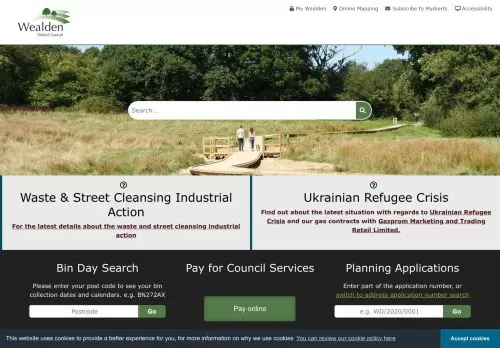 Wealden
District Council
My Wealden
Online Mapping
Subscribe to MyAlerts
Accessibility
Search...
Waste & Street Cleansing Industrial
Action
For the latest details about the waste and street cleansing industrial
action
Ukrainian Refugee Crisis
Find out about the latest situation with regards to Ukrainian Refugee
Crisis and our gas contracts with Gazprom Marketing and Trading
Retail Limited.
Bin Day Search
Please enter your post code to see your bin
collection dates and calendars. e.g. BN272AX
Postcode
Go
Pay for Council Services
Pay online
Planning Applications
Enter part of the application number, or
switch to address application number search
e.g. WD/2020/0001
Go
This website uses cookies to provide a better experience for you, for more information on why we use cookies You can review our cookie policy here
Accept cookies